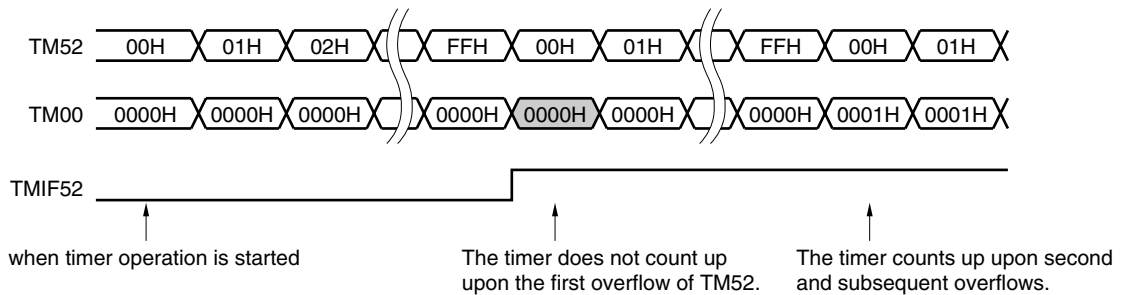 TM52 00H 01H 02H FFH 00H 01H FFH 00H 01H
TM00 0000H 0000H 0000H 0000H 0000H 0000H 0000H 0001H 0001H
TMIF52
when timer operation is started
The timer does not count up
upon the first overflow of TM52.
The timer counts up upon second
and subsequent overflows.